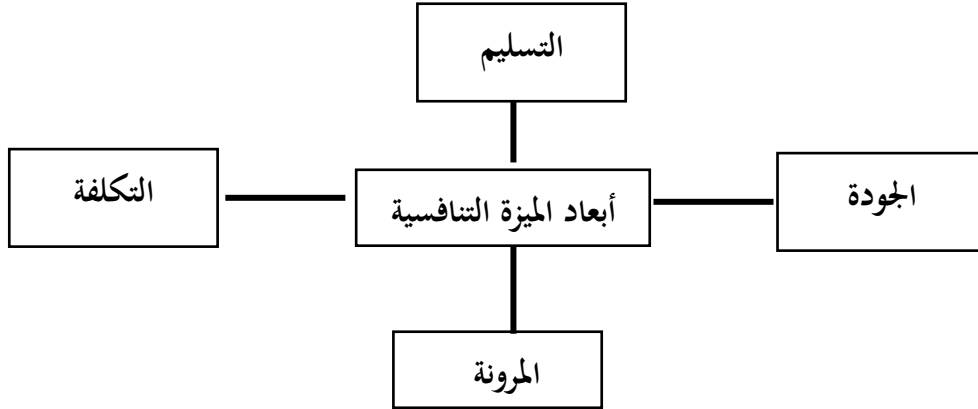 التسليم
الجودة
أبعاد الميزة التنافسية
التكلفة
المرونة